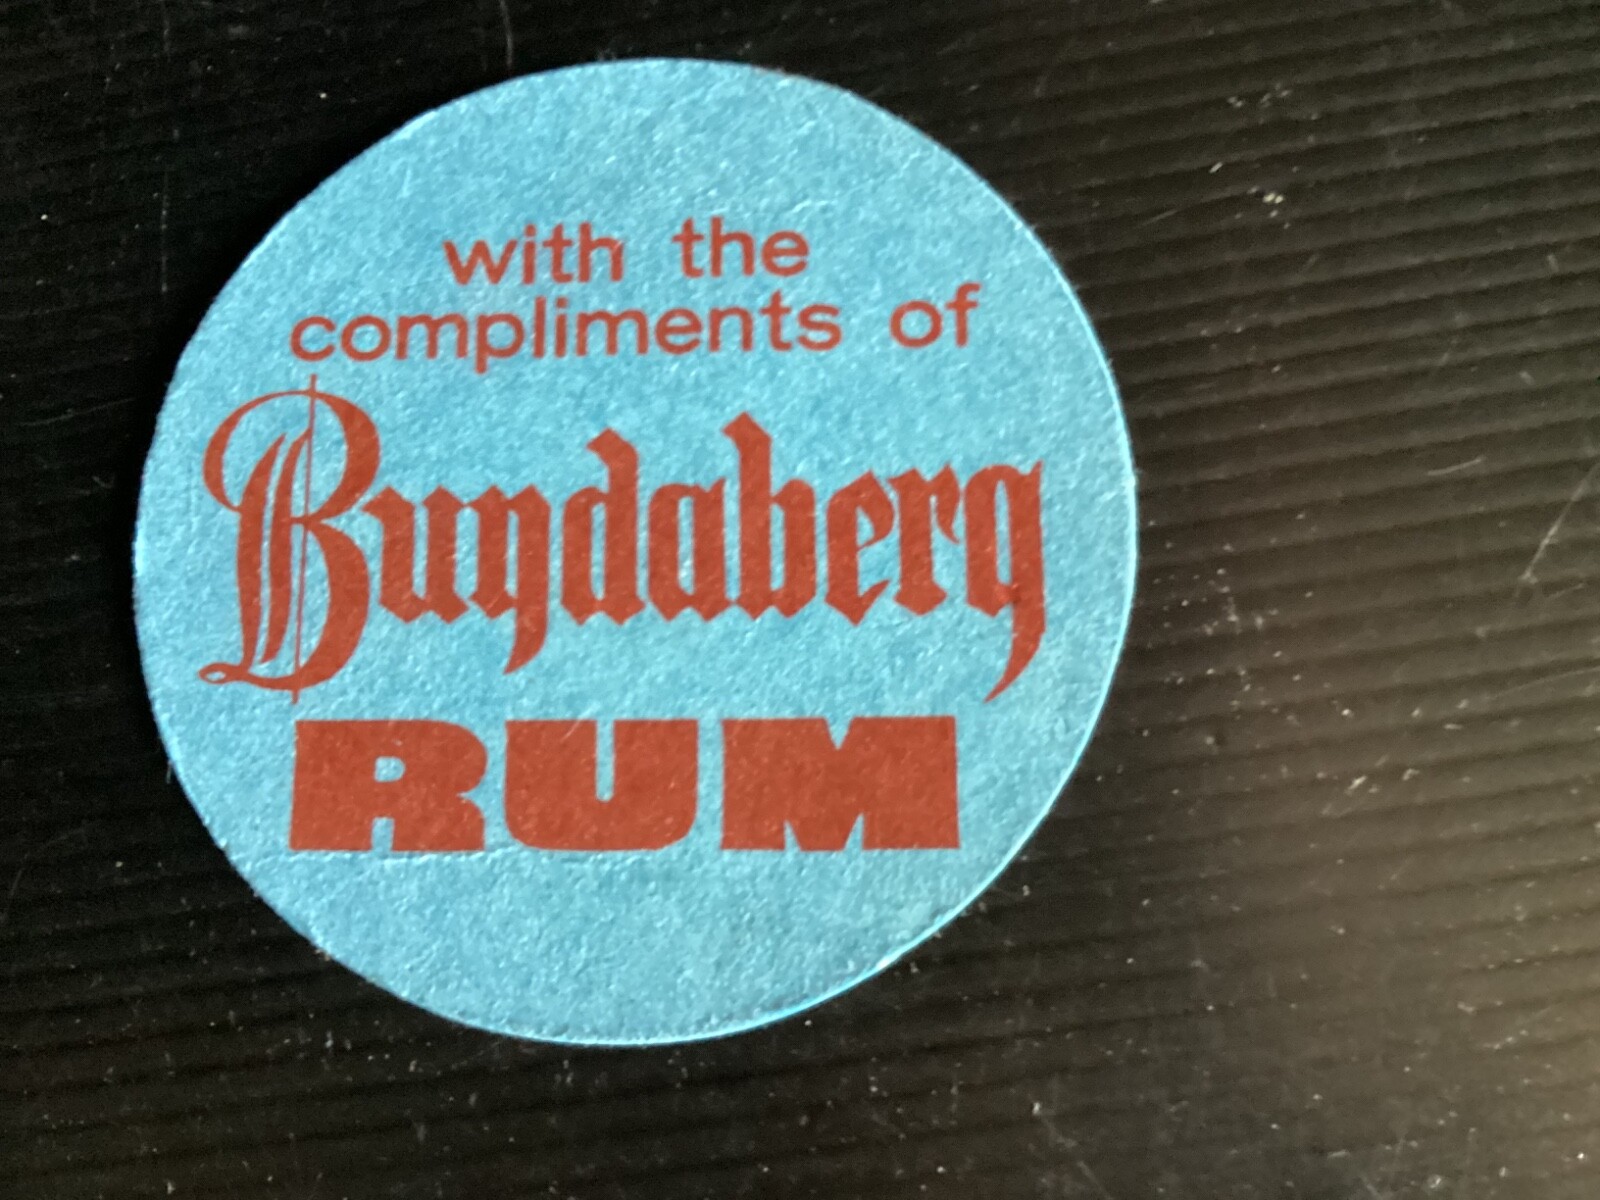 with the
compliments of
Bundaberg
RUM